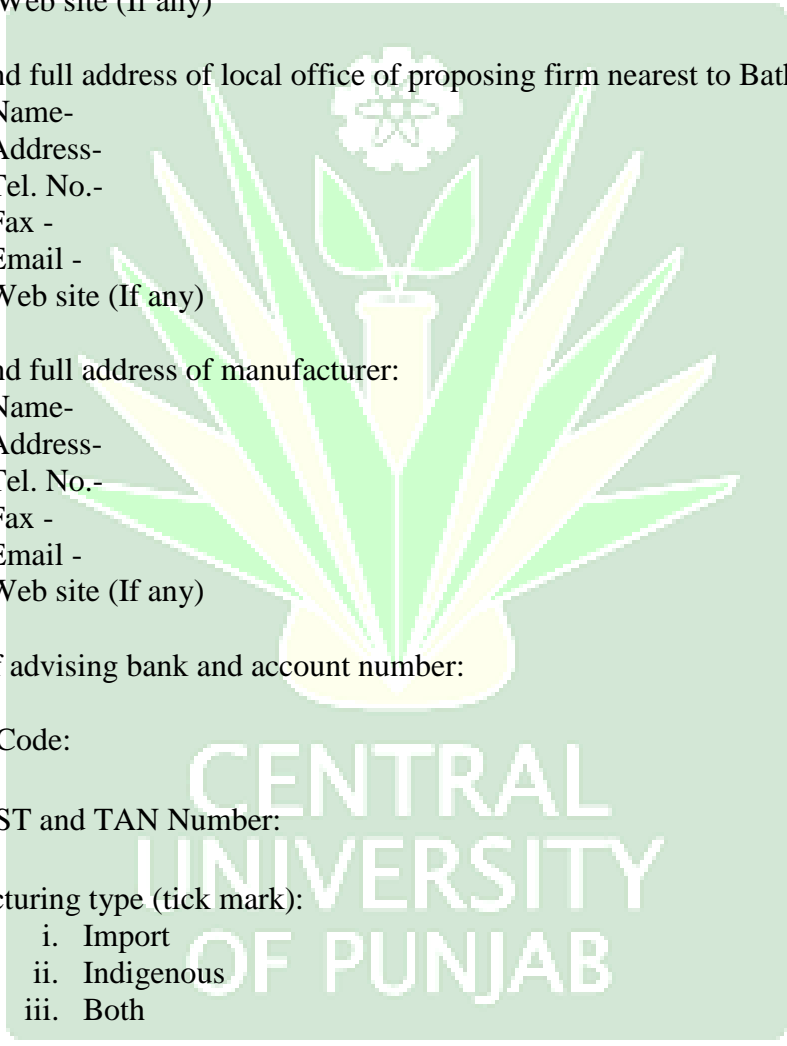 Web site (If any)
nd full address of local office of proposing firm nearest to Bath
Name-
Address-
Tel. No.-
Fax -
Email -
Web site (If any)
nd full address of manufacturer:
Name-
Address-
Tel. No.-
Fax -
Email -
Web site (If any)
f advising bank and account number:
Code:
ST and TAN Number:
cturing type (tick mark):
i. Import
ii. Indigenous
iii. Both
CENTRAL
UNIVERSITY
OF PUNJAB